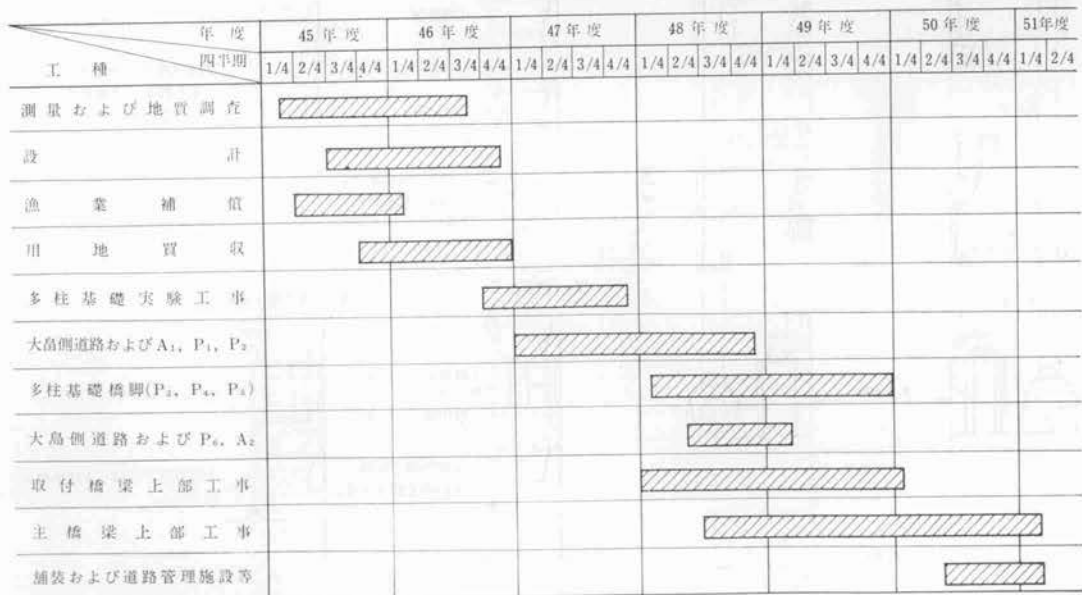 年度 45年度 46年度 47年度 48年度 49年度 50年度 51年度
工種 四半期 1/4 2/4 3/4 4/4 1/4 2/4 3/4 4/4 1/4 2/4 3/4 4/4 1/4 2/4 3/4 4/4 1/4 2/4 3/4 4/4 1/4 2/4 3/4 4/4 1/4 2/4
測量および地質調査
設計
漁業補償
用地買収
多柱基礎実験工事
大畠側道路およびA₁, P₁, P₂
多柱基礎橋脚(P₃, P₄, P₅)
大島側道路およびP₆, A₂
取付橋梁上部工事
主橋梁上部工事
舗装および道路管理施設等